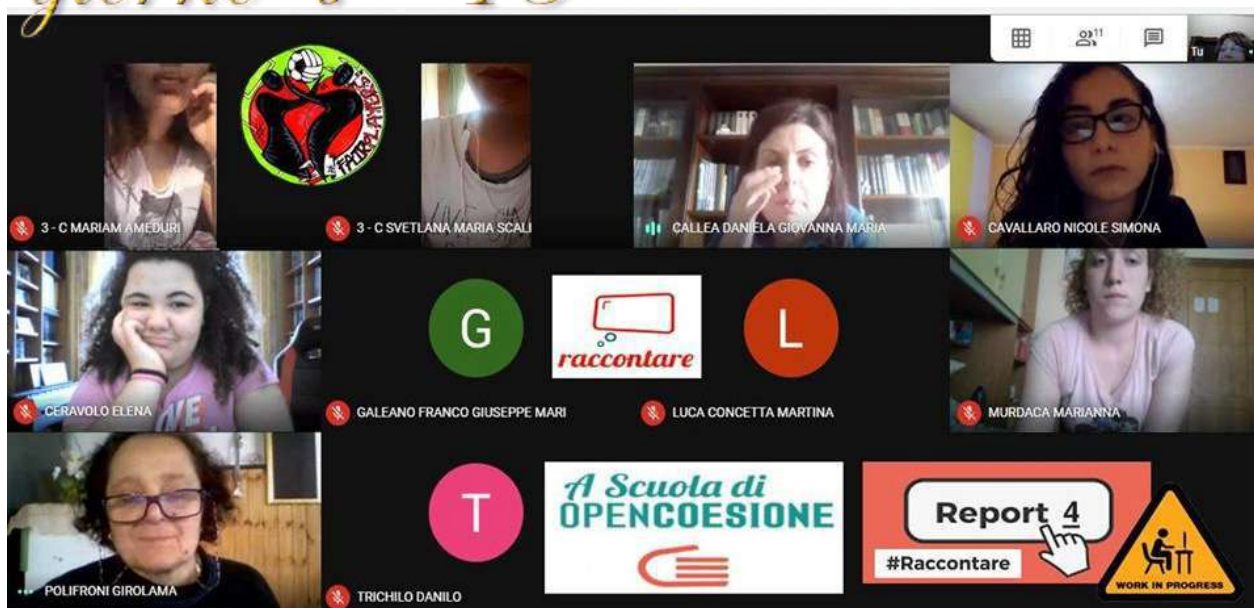 11
Tu
TEATROLAMERS
3 - C MARIAM AMEDURI
3 - C SVETLANA MARIA SCALI
CALLEA DANIELA GIOVANNA MARIA
CAVALLARO NICOLE SIMONA
G
raccontare
L
CERAVOLO ELENA
GALEANO FRANCO GIUSEPPE MARI
LUCA CONCETTA MARTINA
MURDACA MARIANNA
T
A Scuola di
OPENCOESIONE
Report 4
#Raccontare
WORK IN PROGRESS
POLIFRONI GIROLAMA
TRICHILO DANILO